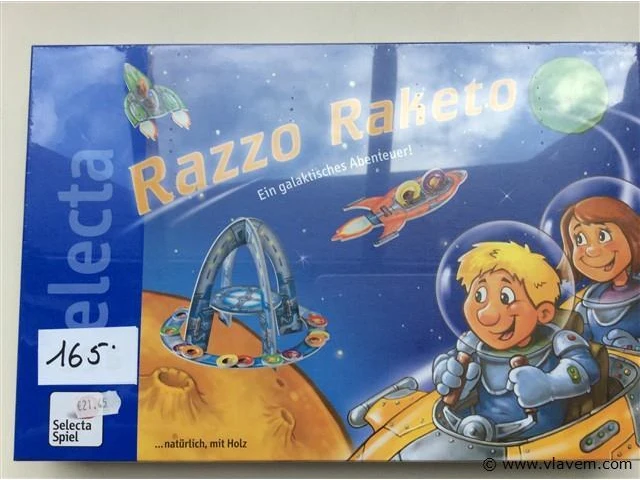 Razzo Raketo
Ein galaktisches Abenteuer!
Selecta
165.
€21,45
Selecta
Spiel
...natürlich, mit Holz
© www.vlavem.com